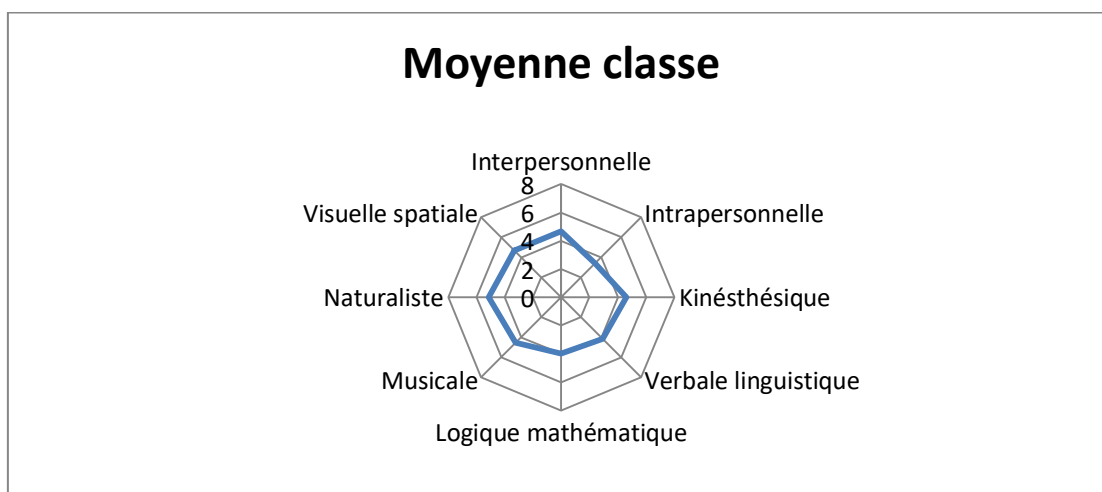 Moyenne classe
Interpersonnelle
8
Visuelle spatiale
6
Intrapersonnelle
4
2
Naturaliste
0
Kinésthésique
Musicale
Verbale linguistique
Logique mathématique